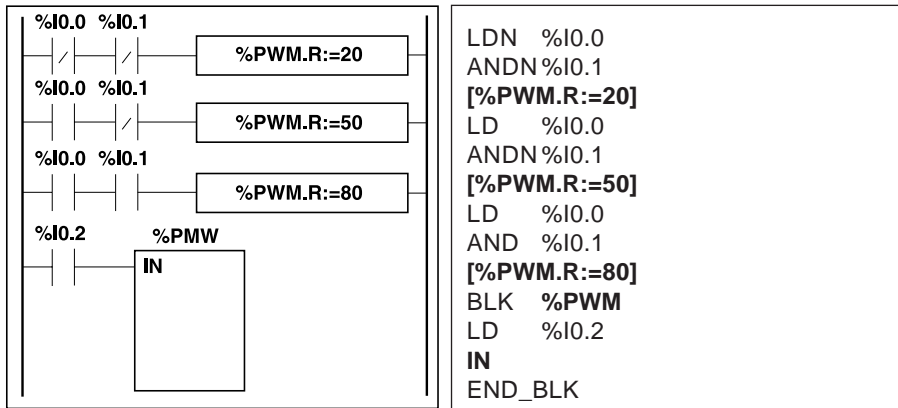 %I0.0 %I0.1
%PWM.R:=20
%I0.0 %I0.1
%PWM.R:=50
%I0.0 %I0.1
%PWM.R:=80
%I0.2 %PMW
IN
LDN %I0.0
ANDN %I0.1
[%PWM.R:=20]
LD %I0.0
ANDN %I0.1
[%PWM.R:=50]
LD %I0.0
AND %I0.1
[%PWM.R:=80]
BLK %PWM
LD %I0.2
IN
END_BLK